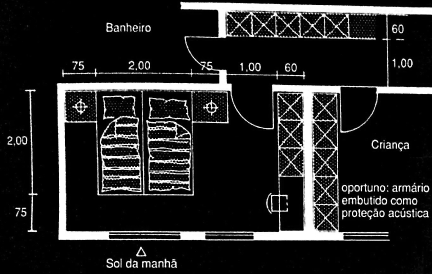 Banheiro
60
75 2,00 75 1,00 60
1,00
2,00
Criança
oportuno: armário
embutido como
proteção acústica
75
Sol da manhã